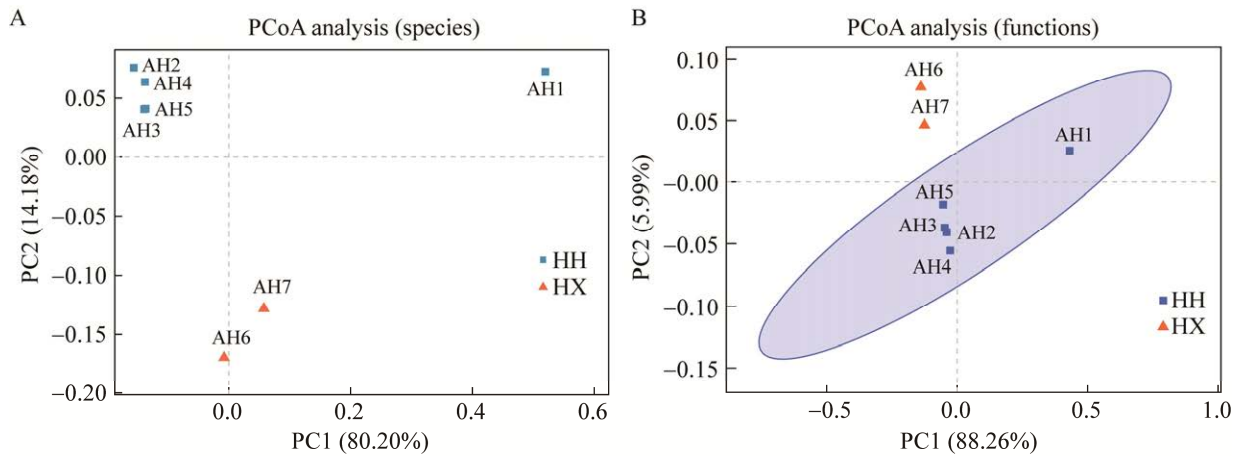 A
PCoA analysis (species)
AH2
AH4
AH5
AH3
AH1
0.05
0.00
−0.05
−0.10
−0.15
−0.20
PC2 (14.18%)
AH7
AH6
HH
HX
0.0
0.2
0.4
0.6
PC1 (80.20%)
B
PCoA analysis (functions)
AH6
AH7
AH1
AH5
AH3
AH2
AH4
0.10
0.05
−0.00
−0.05
−0.10
−0.15
PC2 (5.99%)
HH
HX
−0.5
0.0
0.5
1.0
PC1 (88.26%)